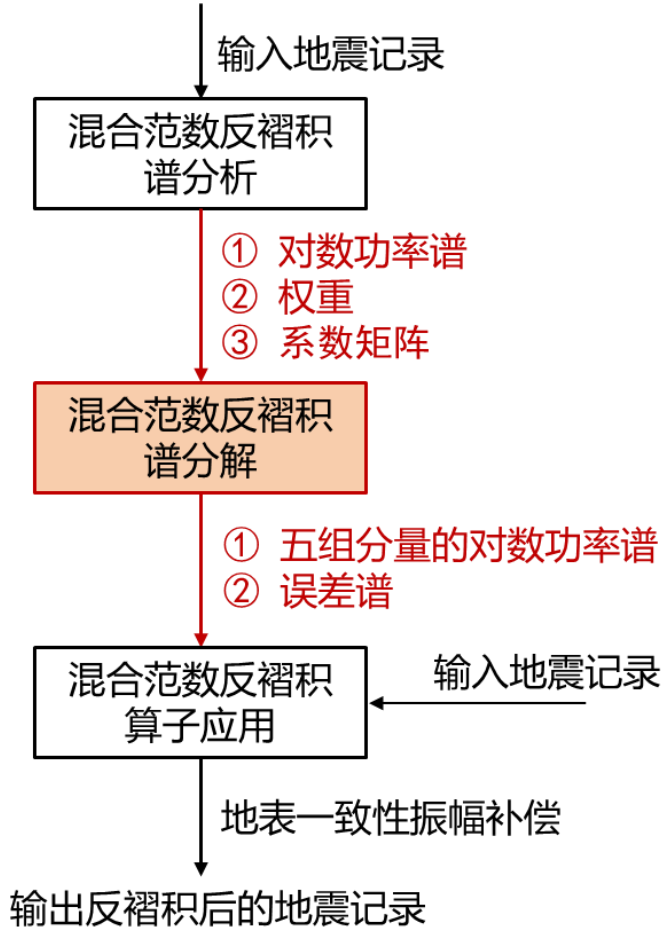 输入地震记录
混合范数反褶积
谱分析
① 对数功率谱
② 权重
③ 系数矩阵
混合范数反褶积
谱分解
① 五组分量的对数功率谱
② 误差谱
混合范数反褶积
算子应用
输入地震记录
地表一致性振幅补偿
输出反褶积后的地震记录